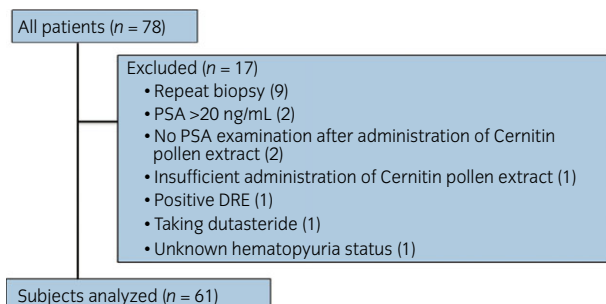 All patients (n = 78)
Excluded (n = 17)
• Repeat biopsy (9)
• PSA >20 ng/mL (2)
• No PSA examination after administration of Cernitin
pollen extract (2)
• Insufficient administration of Cernitin pollen extract (1)
• Positive DRE (1)
• Taking dutasteride (1)
• Unknown hematopyuria status (1)
Subjects analyzed (n = 61)